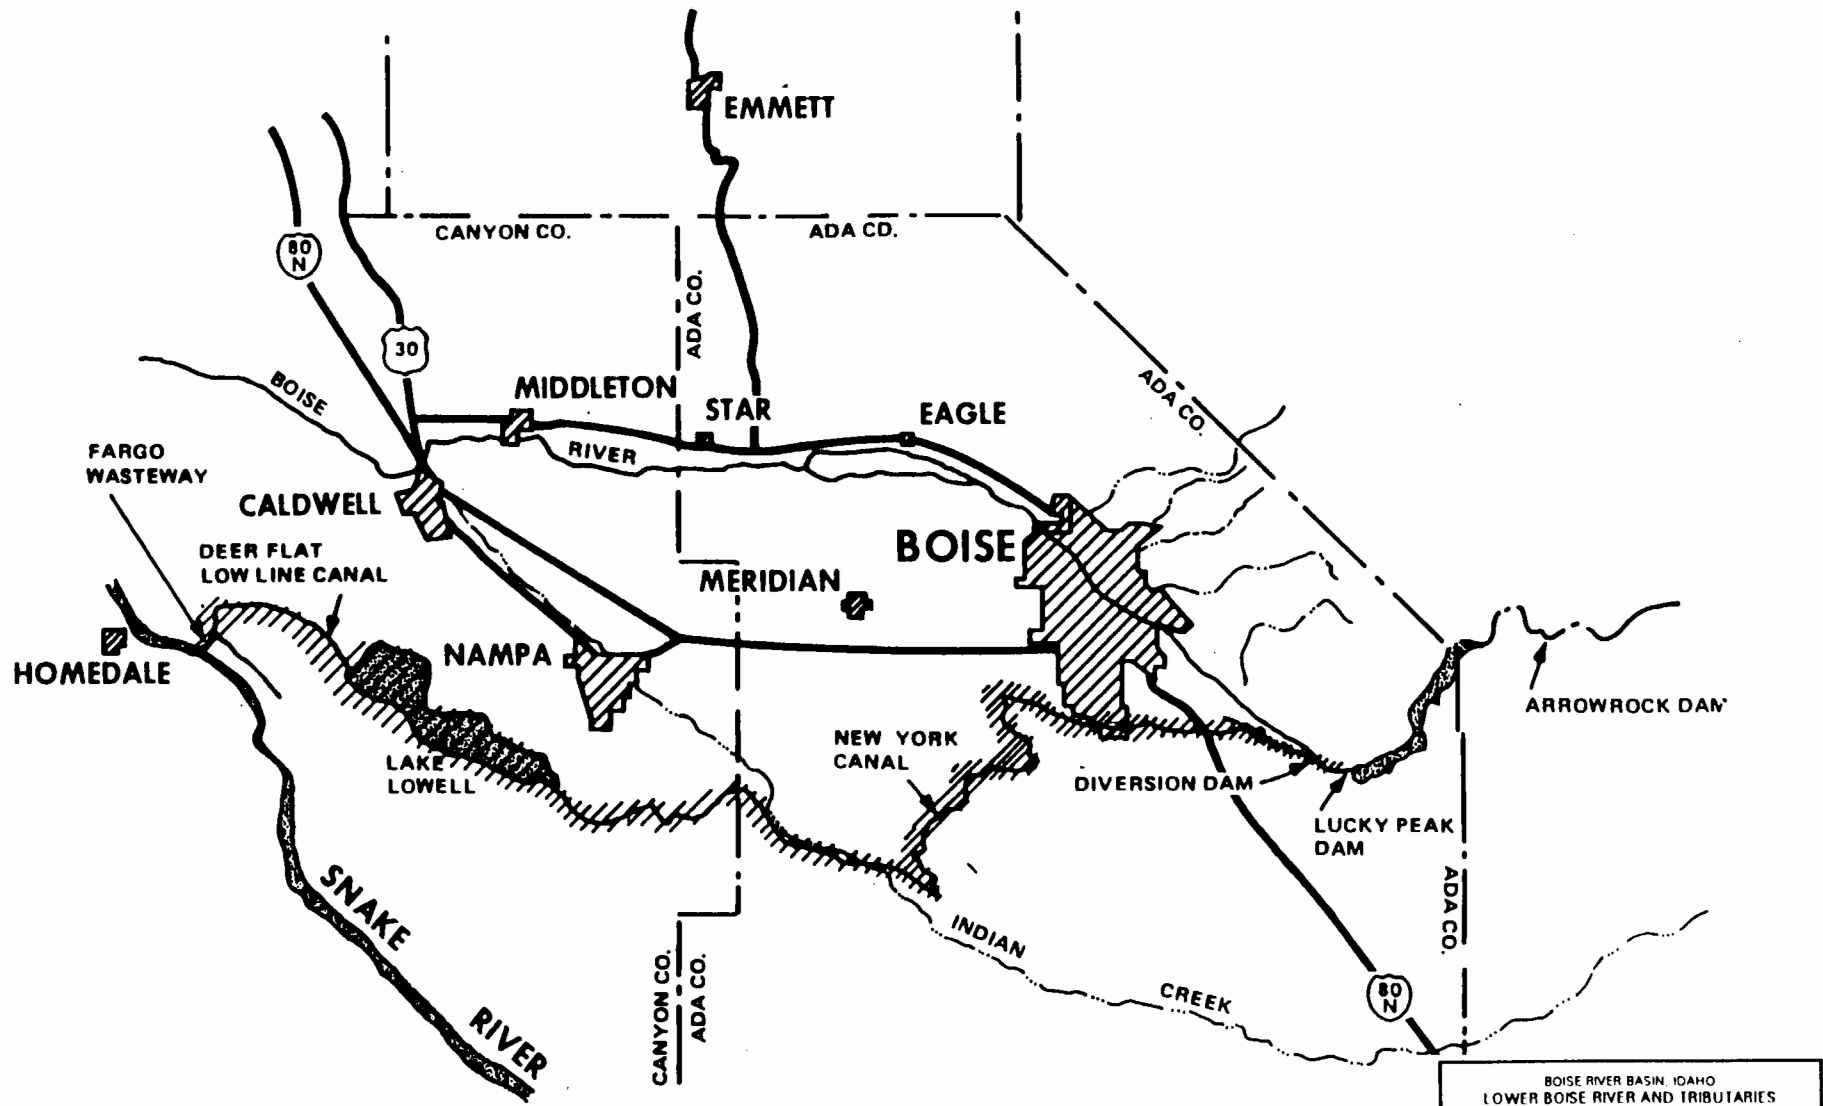 EMMETT
CANYON CO.
ADA CD.
80
N
ADA CO.
30
BOISE
MIDDLETON
STAR
EAGLE
ADA CO.
RIVER
FARGO
WASTEWAY
CALDWELL
DEER FLAT
LOW LINE CANAL
BOISE
MERIDIAN
HOMEDALE
NAMPA
ARROWROCK DAM
NEW YORK
CANAL
LAKE
LOWELL
DIVERSION DAM
LUCKY PEAK
DAM
SNAKE
RIVER
INDIAN
CREEK
ADA CO.
80
N
CANYON CO.
ADA CO.
BOISE RIVER BASIN, IDAHO
LOWER BOISE RIVER AND TRIBUTARIES